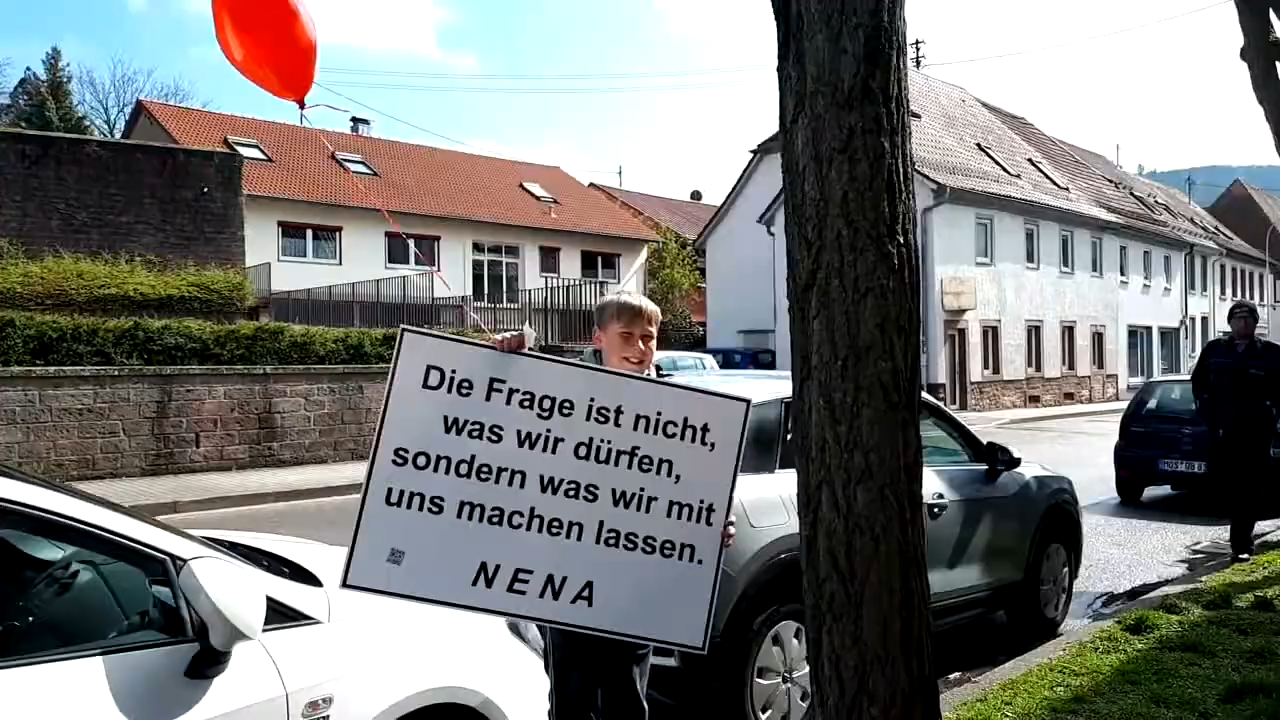 Die Frage ist nicht,
was wir dürfen,
sondern was wir mit
uns machen lassen.
NENA